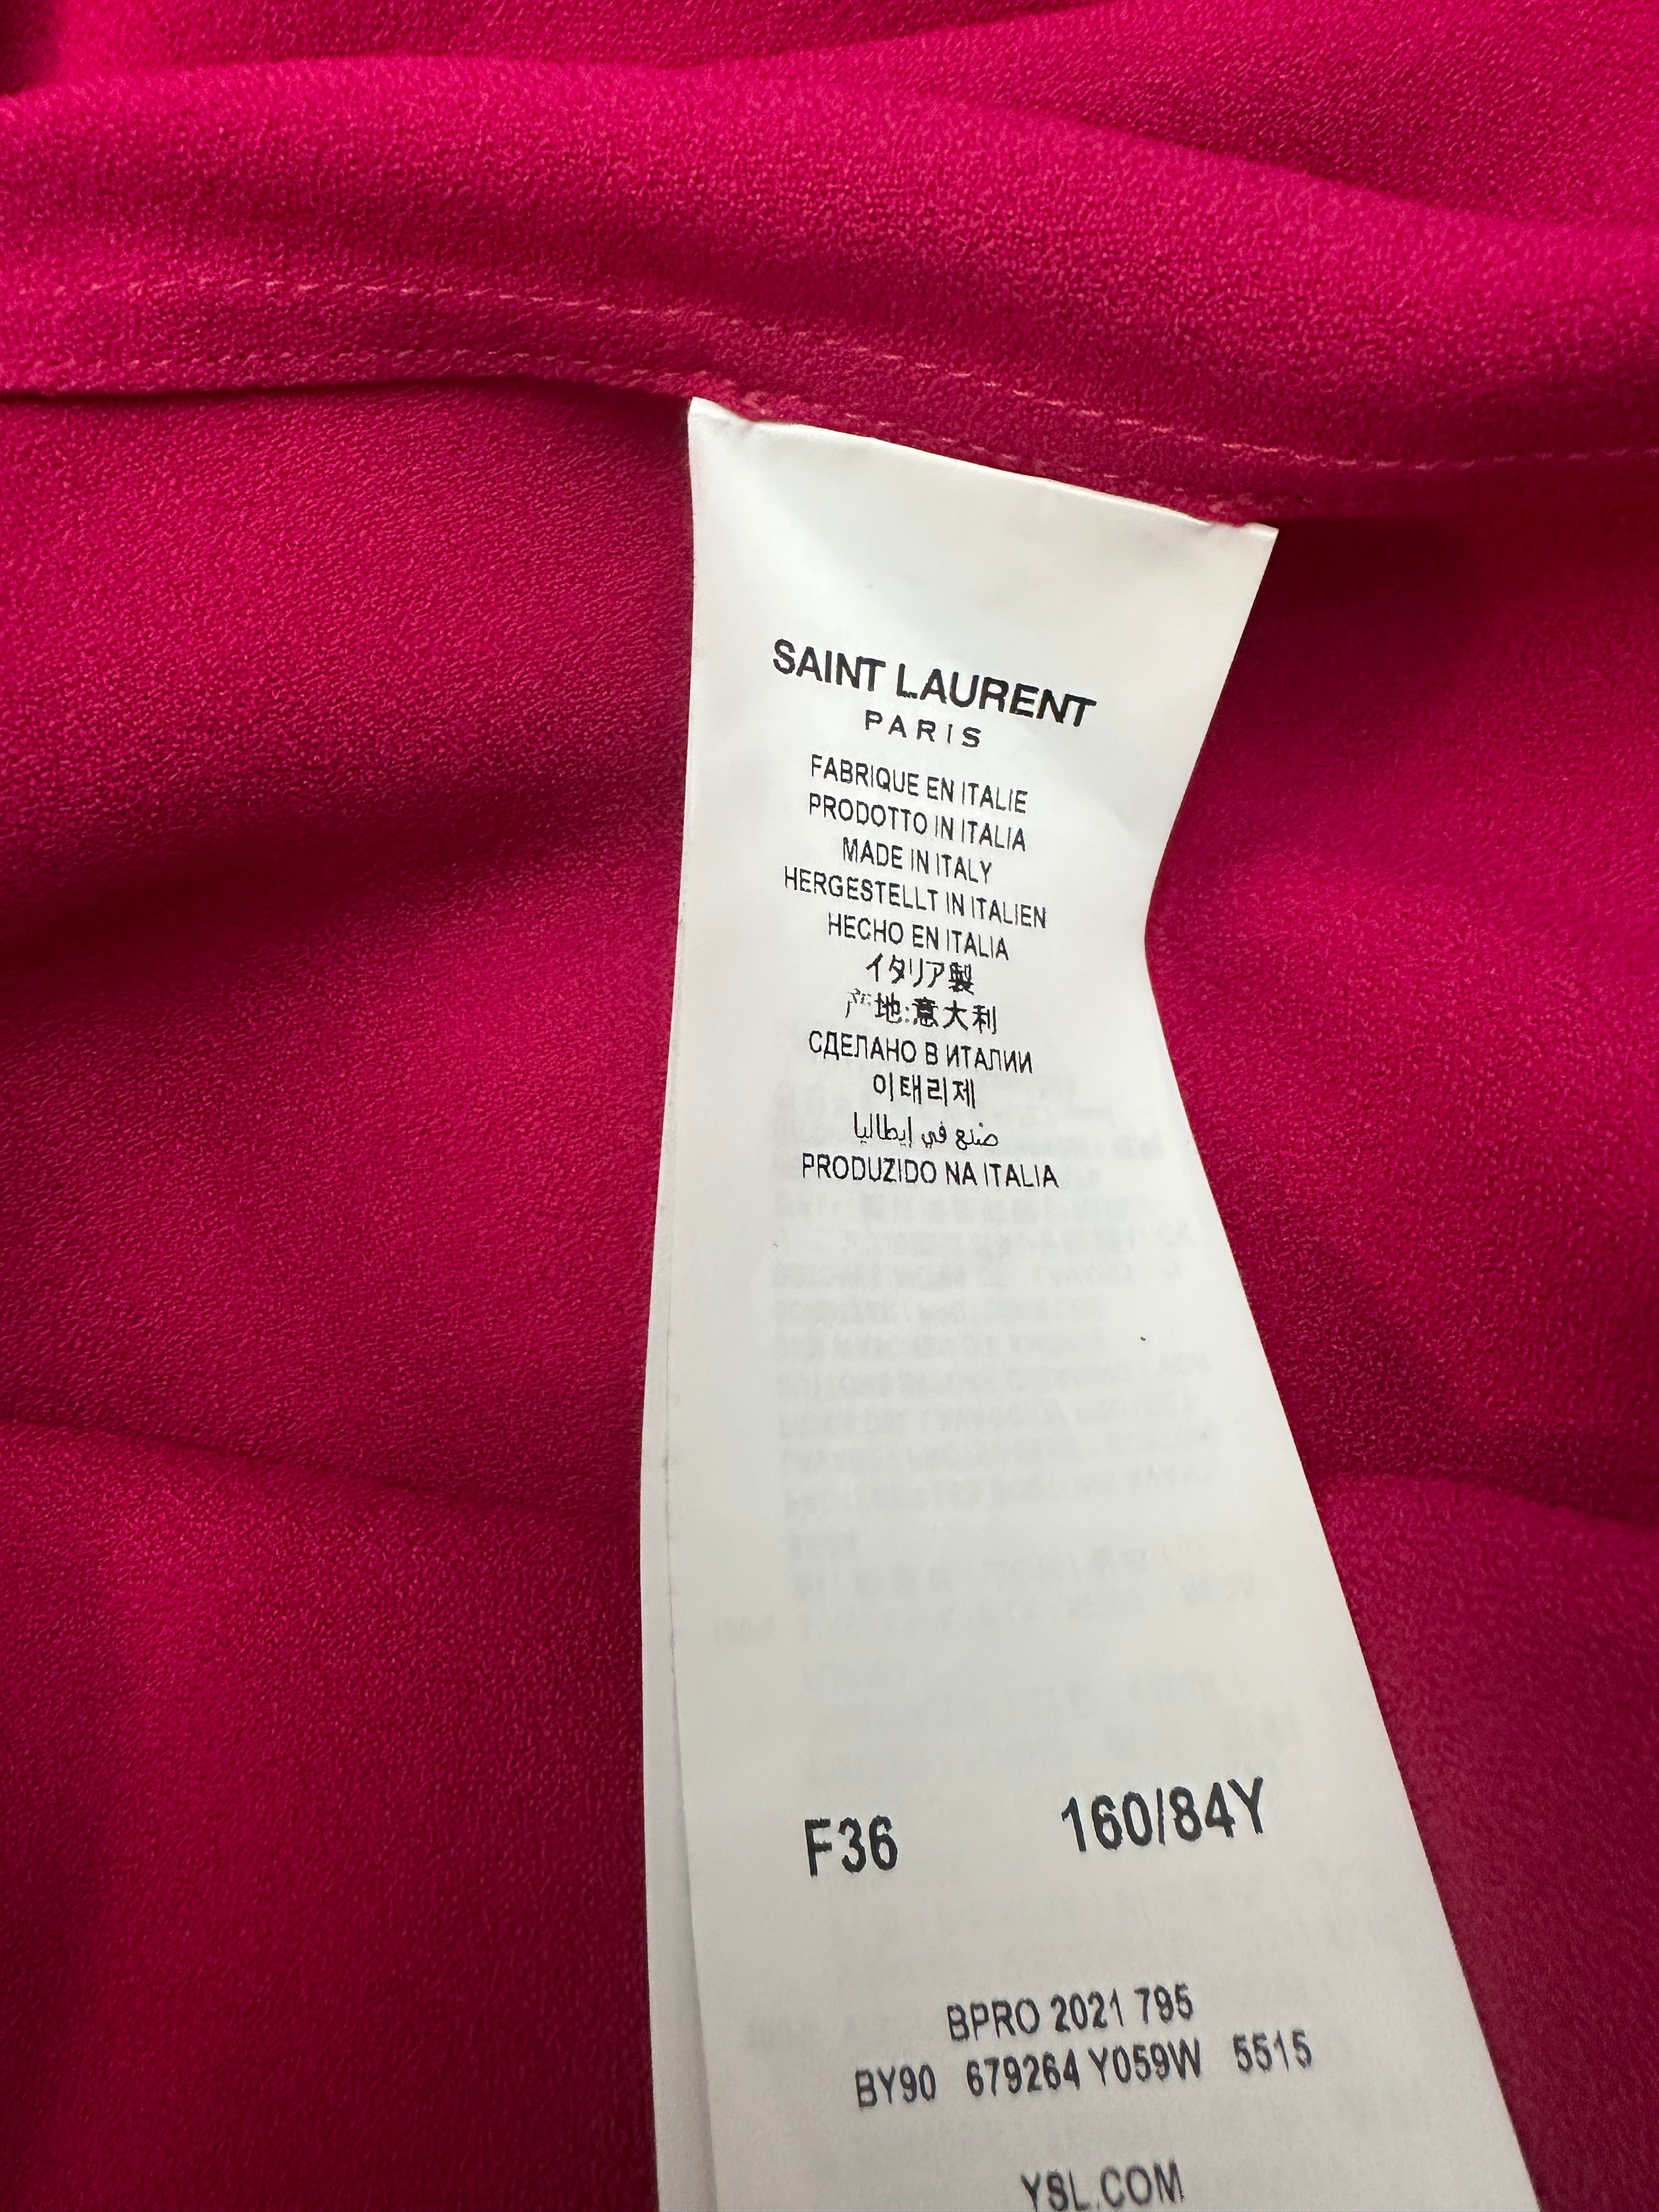 SAINT LAURENT
PARIS
FABRIQUE EN ITALIE
PRODOTTO IN ITALIA
MADE IN ITALY
HERGESTELLT IN ITALIEN
HECHO EN ITALIA
イタリア製
产地:意大利
СДЕЛАНО В ИТАЛИИ
이태리제
صنع في إيطاليا
PRODUZIDO NA ITALIA
F36 160/84Y
BPRO 2021 795
BY90 679264 Y059W 5515
YSL.COM